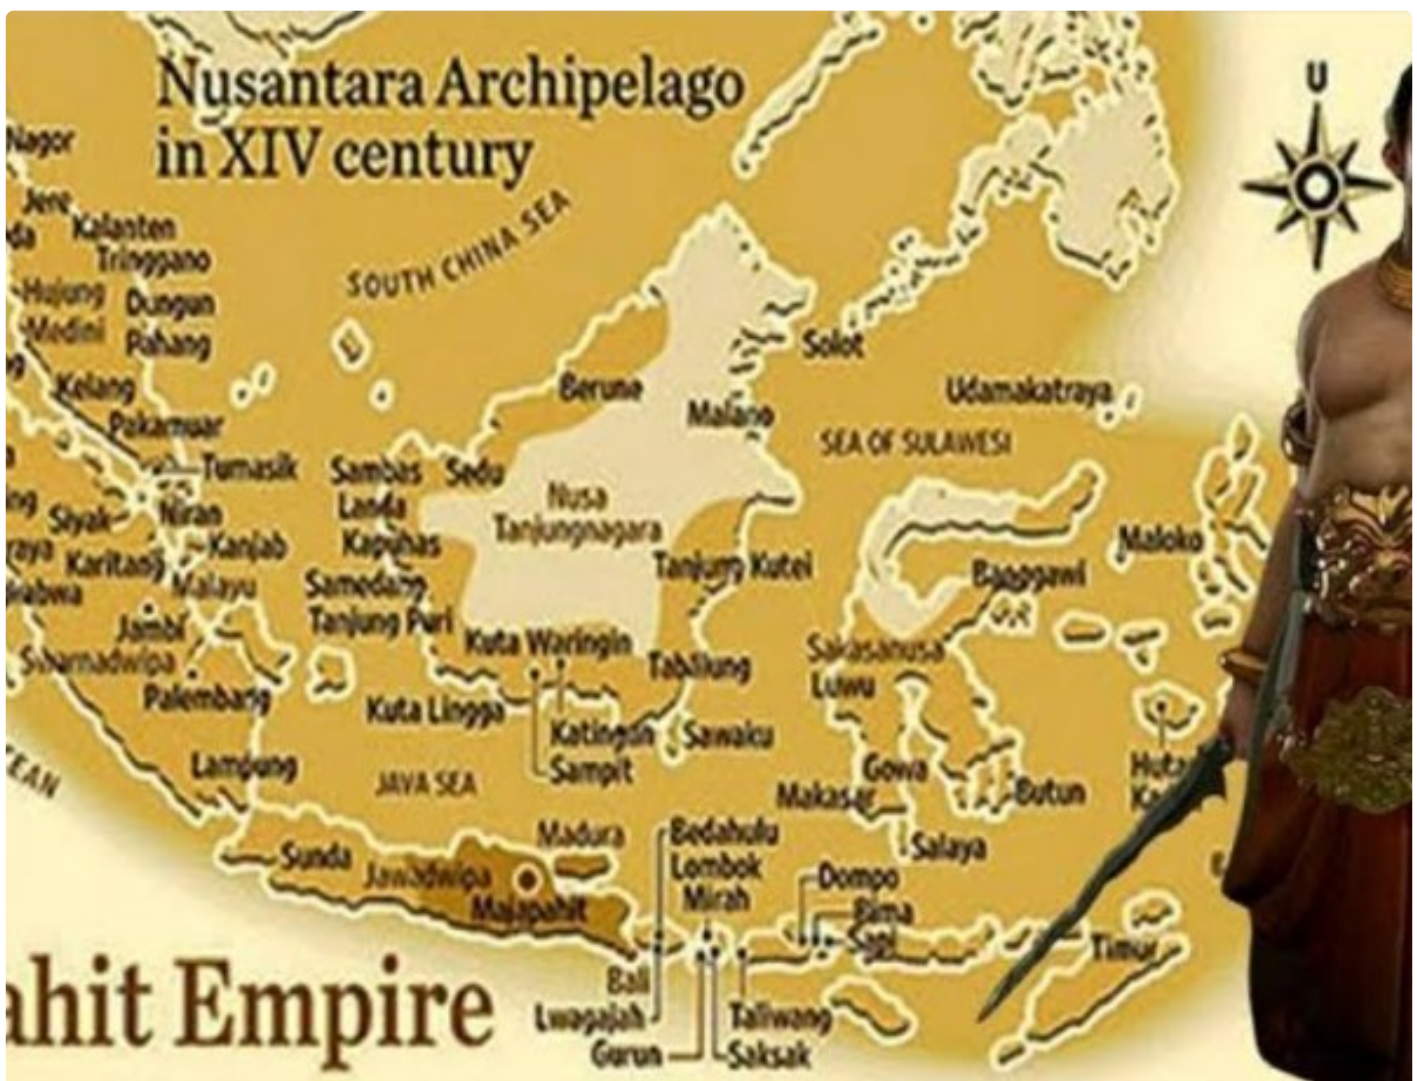 Nusantara Archipelago
in XIV century
U
Nagor
Jere
da
Kalanten
Tringgano
Hujung
Medini
Dungun
Pahang
Kelang
Pakamuar
Tumasik
Siyak
Niran
Kanjab
Karitang
Malayu
Jambi
Swarnadwipa
Palembang
Lampung
SOUTH CHINA SEA
Berune
Malano
Solot
Udamakatraya
SEA OF SULAWESI
Sambas
Sedu
Landa
Kapuhas
Samedang
Tanjung Puri
Nusa
Tanjungnagara
Tanjung Kutei
Kuta Waringin
Tabalung
Kuta Lingga
Katingan
Sampit
Sawaku
Maloko
Banggawi
Sakasanusa
Luwu
Gowa
Makasar
Butun
Salaya
Huta
EAN
JAVA SEA
Sunda
Jawadwipa
Majapahit
Madura
Bedahulu
Lombok
Mirah
Dompo
Bima
Timur
Bali
Lwagajah
Gurun
Taliwang
Saksak
ahit Empire